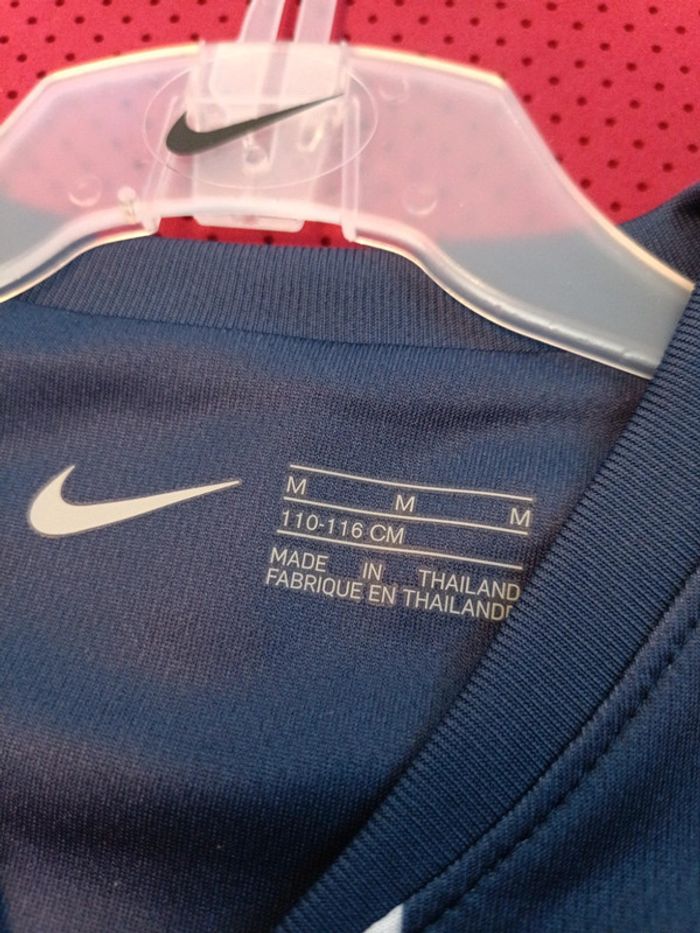 M M M
110-116 CM
MADE IN THAILAND
FABRIQUE EN THAILANDE